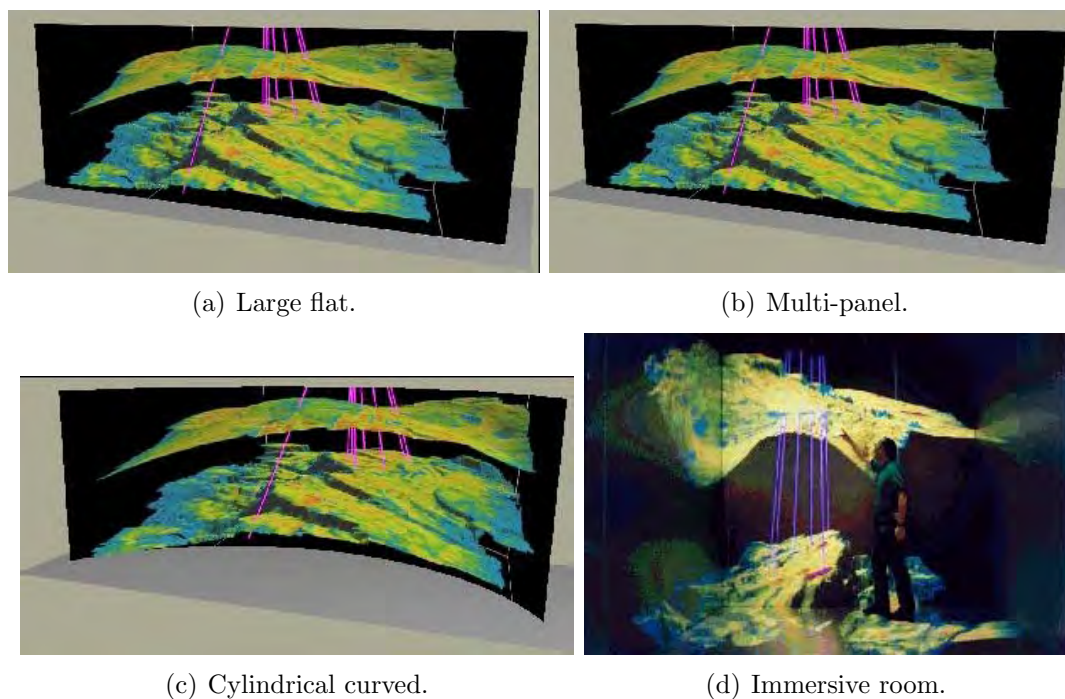 (a) Large flat.
(b) Multi-panel.
(c) Cylindrical curved.
(d) Immersive room.